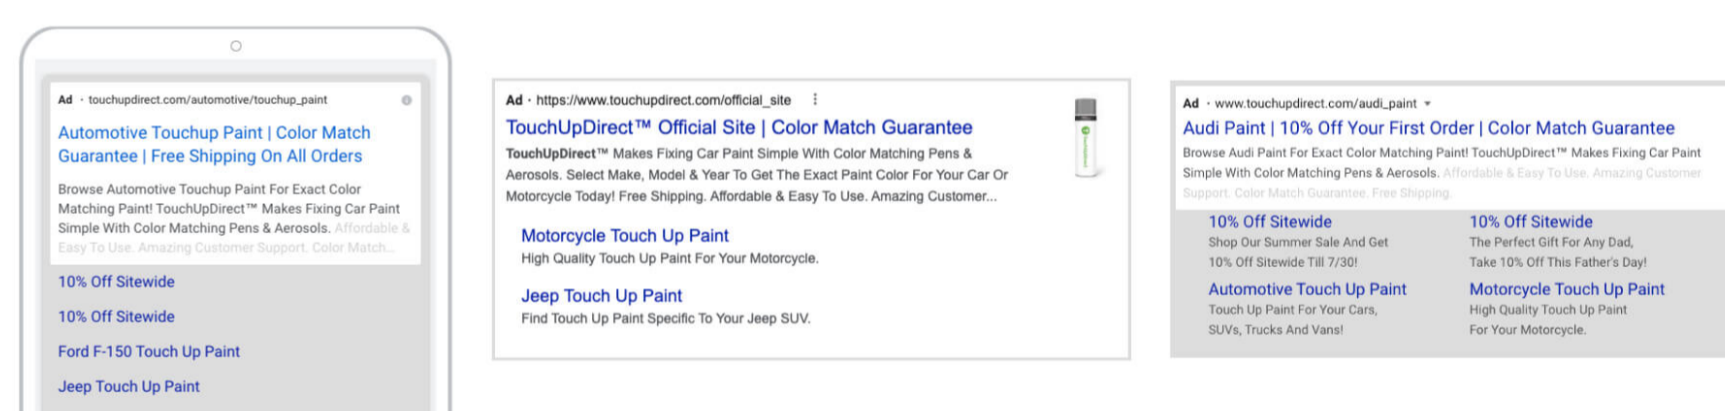 Ad · touchupdirect.com/automotive/touchup_paint
Automotive Touchup Paint | Color Match
Guarantee | Free Shipping On All Orders
Browse Automotive Touchup Paint For Exact Color
Matching Paint! TouchUpDirect™ Makes Fixing Car Paint
Simple With Color Matching Pens & Aerosols. Affordable &
Easy To Use. Amazing Customer Support. Color Match...
10% Off Sitewide
10% Off Sitewide
Ford F-150 Touch Up Paint
Jeep Touch Up Paint
Ad · https://www.touchupdirect.com/official_site
TouchUpDirect™ Official Site | Color Match Guarantee
TouchUpDirect™ Makes Fixing Car Paint Simple With Color Matching Pens &
Aerosols. Select Make, Model & Year To Get The Exact Paint Color For Your Car Or
Motorcycle Today! Free Shipping. Affordable & Easy To Use. Amazing Customer...
Motorcycle Touch Up Paint
High Quality Touch Up Paint For Your Motorcycle.
Jeep Touch Up Paint
Find Touch Up Paint Specific To Your Jeep SUV.
Ad · www.touchupdirect.com/audi_paint
Audi Paint | 10% Off Your First Order | Color Match Guarantee
Browse Audi Paint For Exact Color Matching Paint! TouchUpDirect™ Makes Fixing Car Paint
Simple With Color Matching Pens & Aerosols. Affordable & Easy To Use. Amazing Customer
Support. Color Match Guarantee. Free Shipping.
10% Off Sitewide
Shop Our Summer Sale And Get
10% Off Sitewide Till 7/30!
10% Off Sitewide
The Perfect Gift For Any Dad,
Take 10% Off This Father's Day!
Automotive Touch Up Paint
Touch Up Paint For Your Cars,
SUVs, Trucks And Vans!
Motorcycle Touch Up Paint
High Quality Touch Up Paint
For Your Motorcycle.